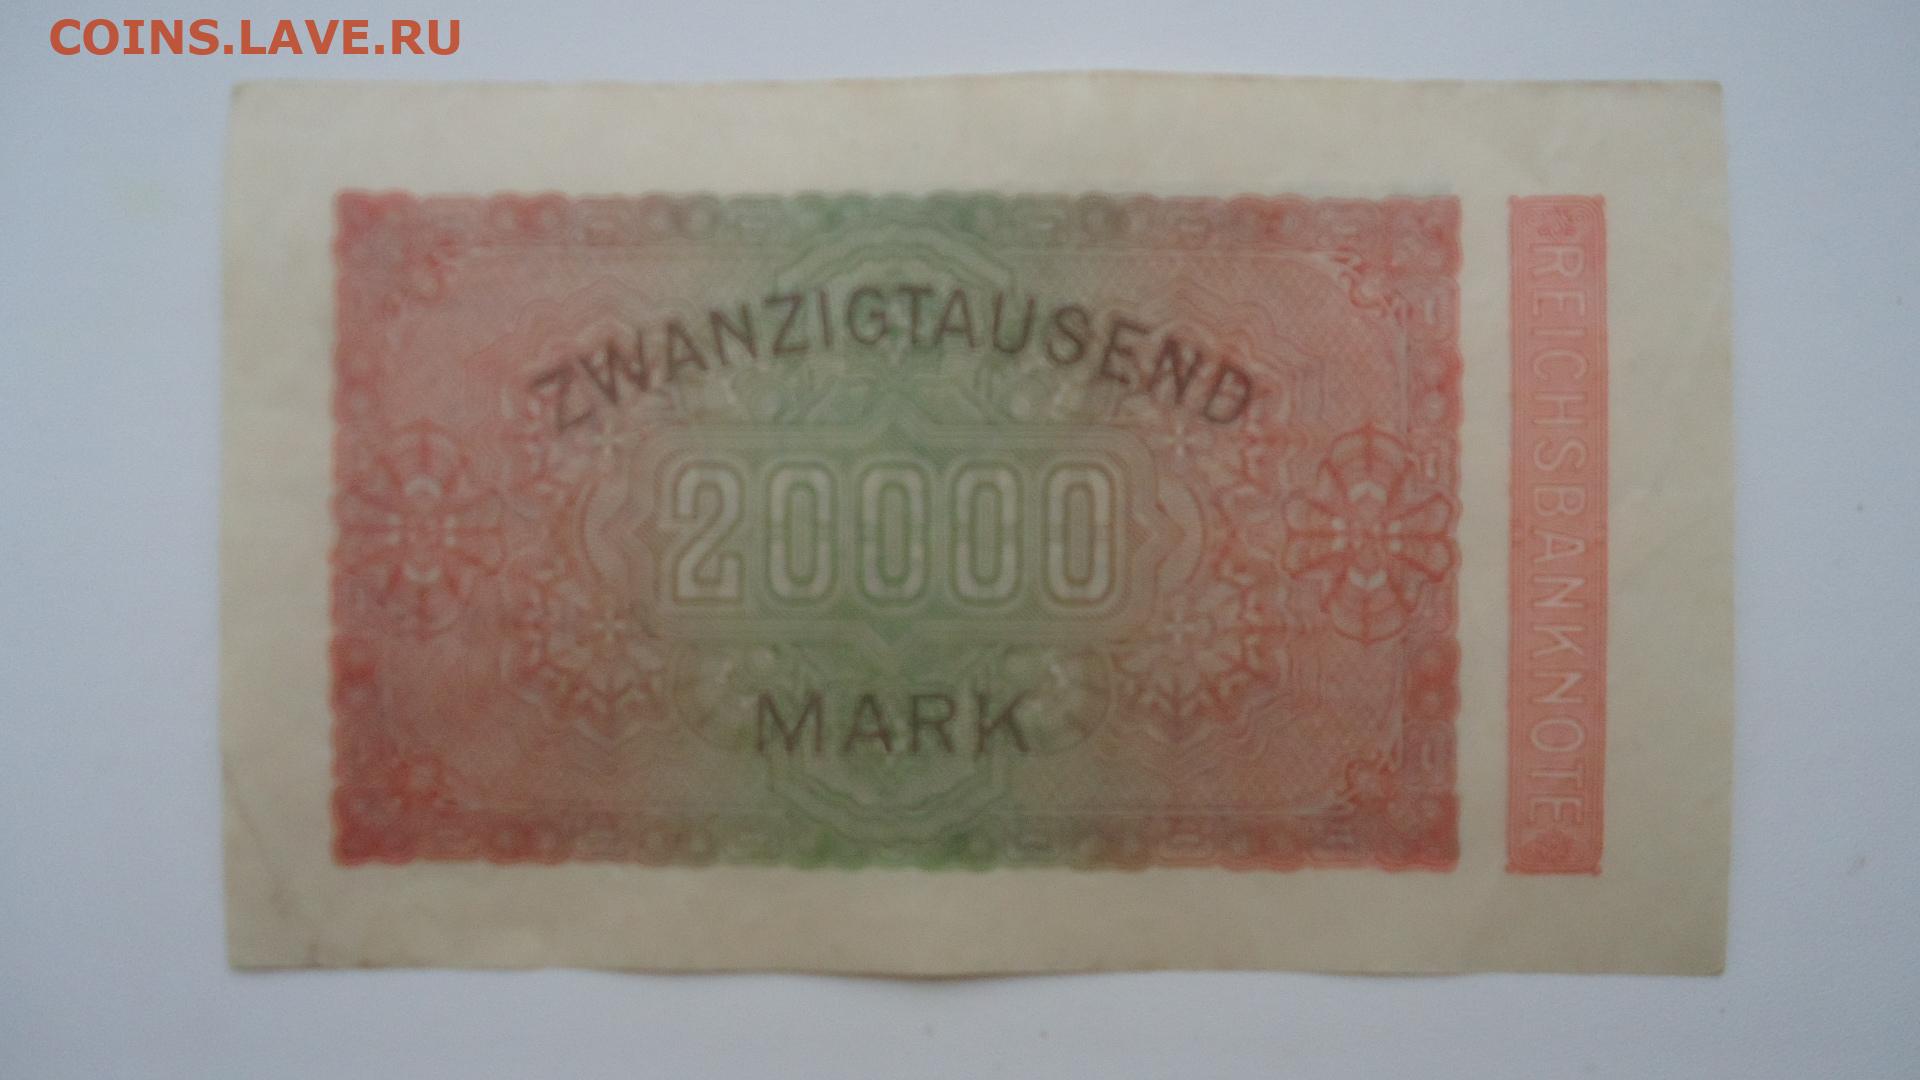 COINS.LAVE.RU
ZWANZIGTAUSEND
20000
MARK
REICHSBANKNOTE